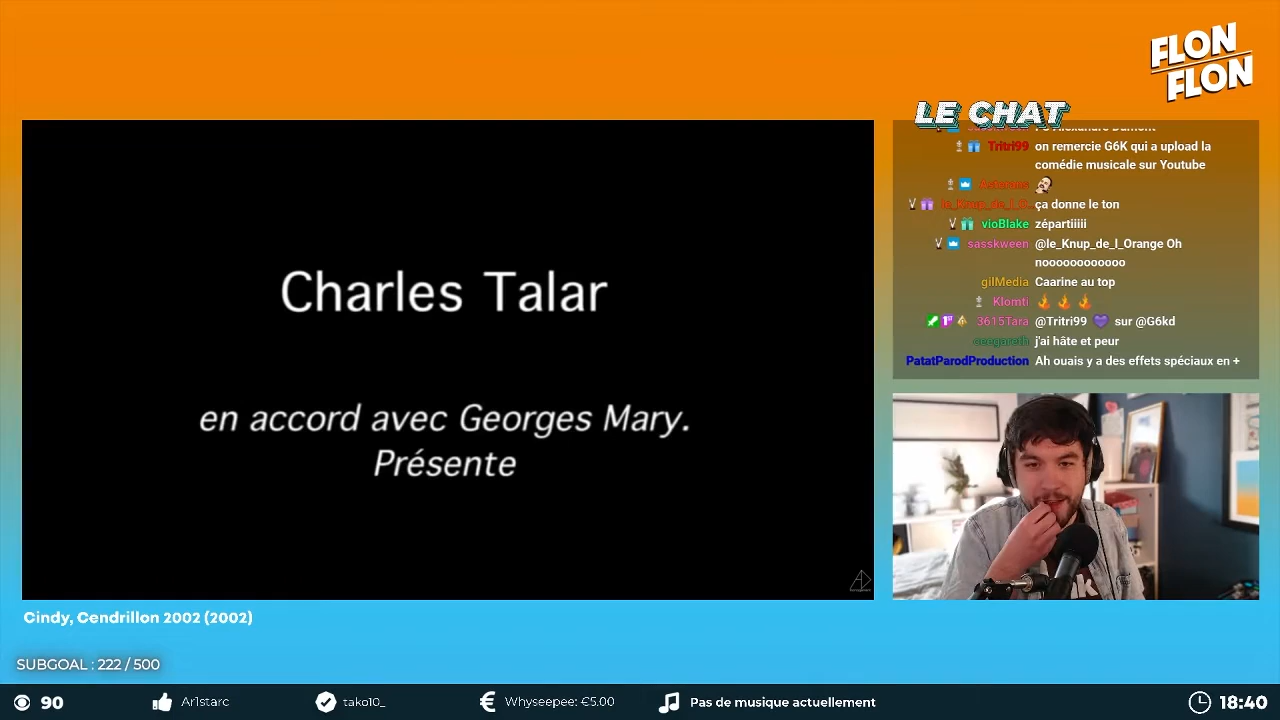 FLON
FLON
LE CHAT
Tritri99 on remercie G6K qui a upload la
comédie musicale sur Youtube
Astorans
le_Knup_de_l_O... ça donne le ton
vioBlake zépartiiiii
sasskween @le_Knup_de_l_Orange Oh
noooooooooooo
gilMedia Caarine au top
Klomti
3615Tara @Tritri99 sur @G6kd
j'ai hâte et peur
PatatParodProduction Ah ouais y a des effets spéciaux en +
Charles Talar
en accord avec Georges Mary.
Présente
Cindy, Cendrillon 2002 (2002)
SUBGOAL : 222 / 500
90
Ar1starc
tako10_
€ Whyseepee: €5.00
Pas de musique actuellement
18:40